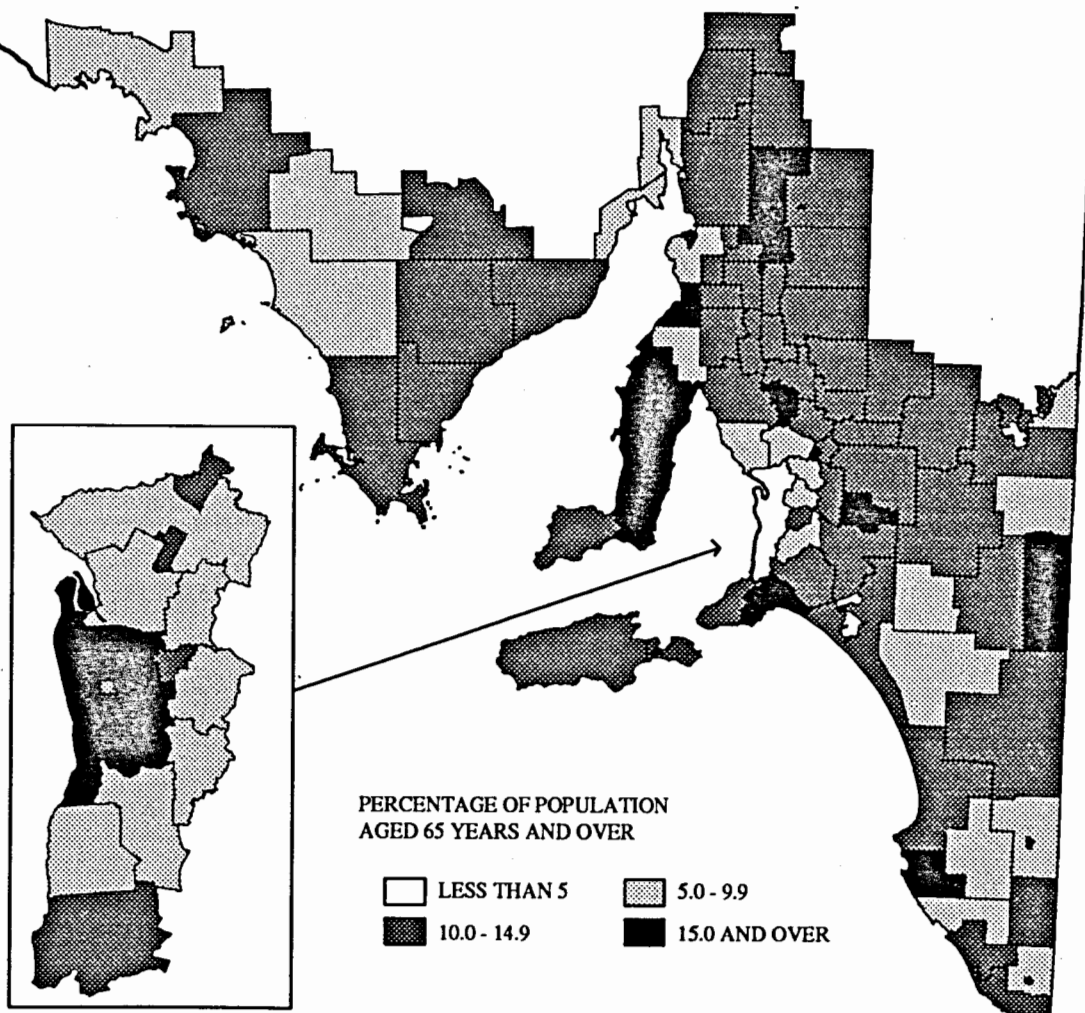 PERCENTAGE OF POPULATION
AGED 65 YEARS AND OVER
LESS THAN 5
5.0 - 9.9
10.0 - 14.9
15.0 AND OVER